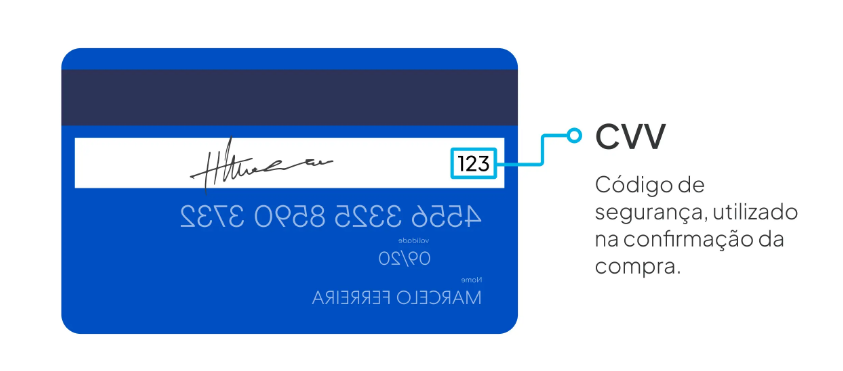 123
CVV
Código de
segurança, utilizado
na confirmação da
compra.
4556 3325 8590 3732
validade
09/20
Nome
MARCELO FERREIRA